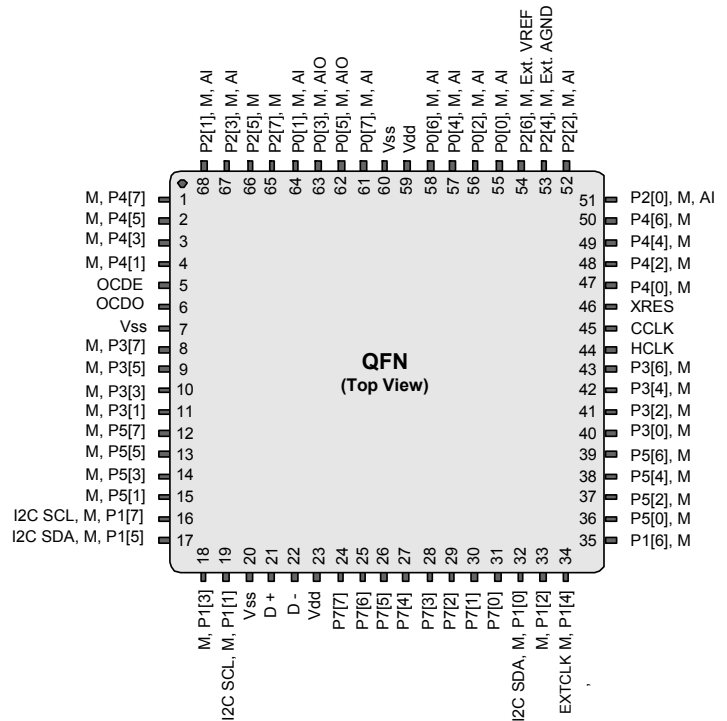 P2[1], M, AI
P2[3], M, AI
P2[5], M
P2[7], M
P0[1], M, AI
P0[3], M, AIO
P0[5], M, AIO
P0[7], M, AI
Vss
Vdd
P0[6], M, AI
P0[4], M, AI
P0[2], M, AI
P0[0], M, AI
P2[6], M, Ext. VREF
P2[4], M, Ext. AGND
P2[2], M, AI
68
67
66
65
64
63
62
61
60
59
58
57
56
55
54
53
52
M, P4[7] 1
M, P4[5] 2
M, P4[3] 3
M, P4[1] 4
OCDE 5
OCDO 6
Vss 7
M, P3[7] 8
M, P3[5] 9
M, P3[3] 10
M, P3[1] 11
M, P5[7] 12
M, P5[5] 13
M, P5[3] 14
M, P5[1] 15
I2C SCL, M, P1[7] 16
I2C SDA, M, P1[5] 17
QFN
(Top View)
51 P2[0], M, AI
50 P4[6], M
49 P4[4], M
48 P4[2], M
47 P4[0], M
46 XRES
45 CCLK
44 HCLK
43 P3[6], M
42 P3[4], M
41 P3[2], M
40 P3[0], M
39 P5[6], M
38 P5[4], M
37 P5[2], M
36 P5[0], M
35 P1[6], M
18
19
20
21
22
23
24
25
26
27
28
29
30
31
32
33
34
M, P1[3]
I2C SCL, M, P1[1]
Vss
D +
D -
Vdd
P7[7]
P7[6]
P7[5]
P7[4]
P7[3]
P7[2]
P7[1]
P7[0]
I2C SDA, M, P1[0]
M, P1[2]
EXTCLK M, P1[4]
,